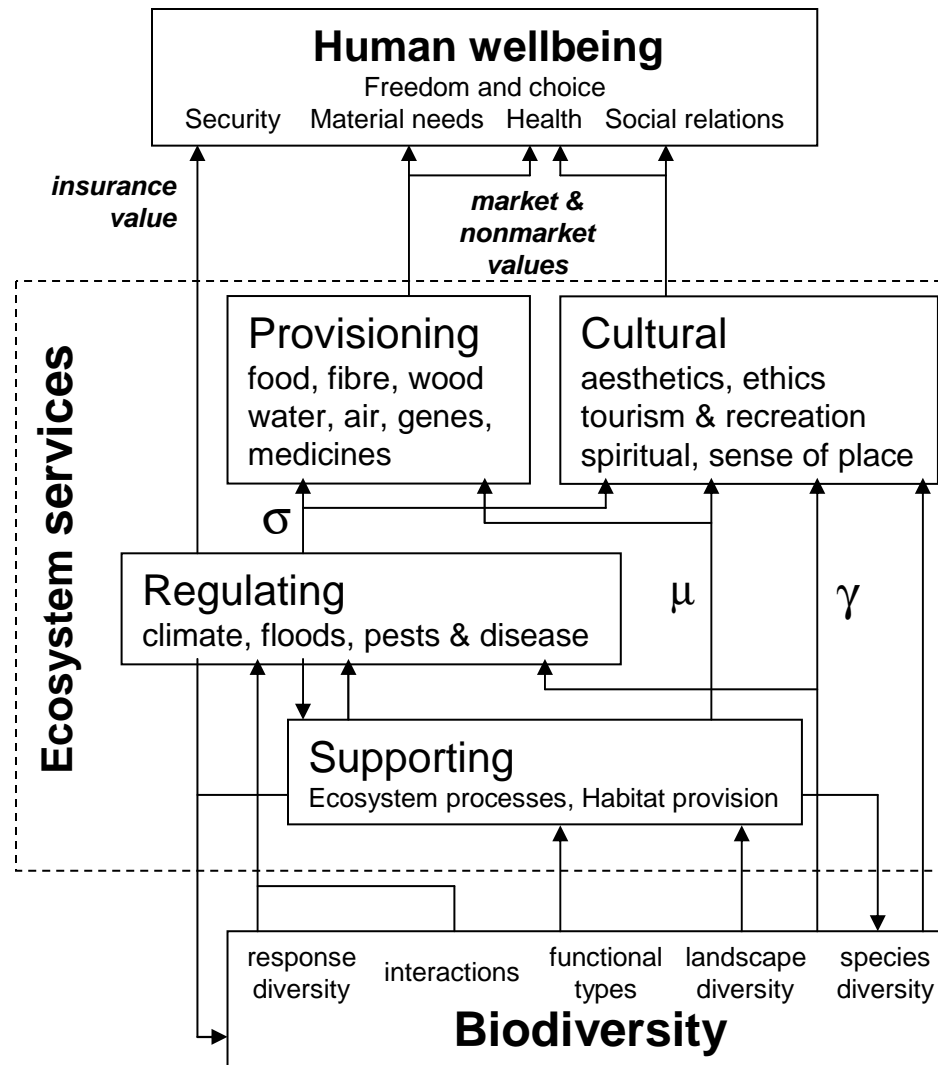 Human wellbeing
Freedom and choice
Security Material needs Health Social relations
insurance
value
market &
nonmarket
values
Ecosystem services
Provisioning
food, fibre, wood
water, air, genes,
medicines
Cultural
aesthetics, ethics
tourism & recreation
spiritual, sense of place
σ
Regulating
climate, floods, pests & disease
μ
γ
Supporting
Ecosystem processes, Habitat provision
response
diversity
interactions
functional
types
landscape
diversity
species
diversity
Biodiversity